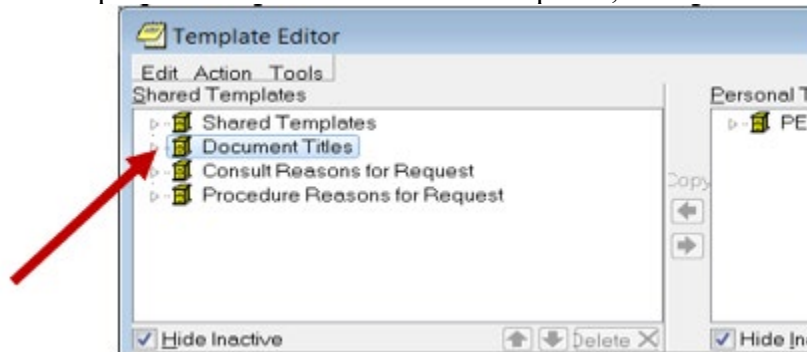 Template Editor
Edit Action Tools
Shared Templates
Personal T
Shared Templates
PE
Document Titles
Consult Reasons for Request
Procedure Reasons for Request
Copy
Hide Inactive
Delete
Hide In